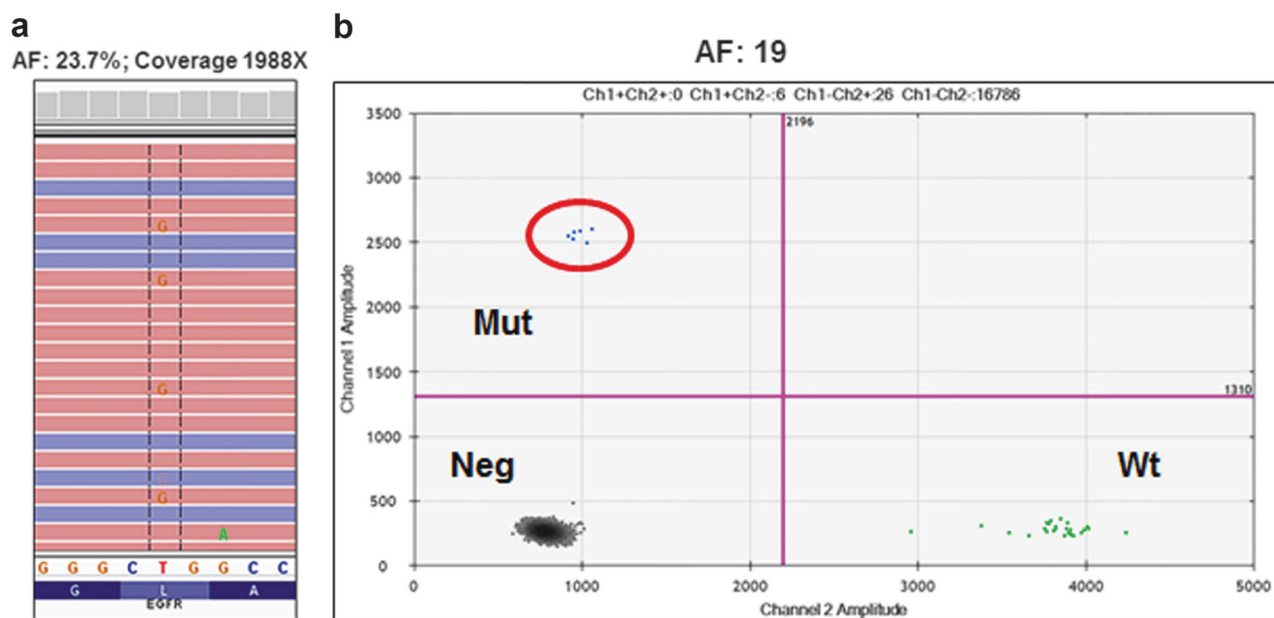 a
AF: 23.7%; Coverage 1988X
G
G
G
G
A
G G G C T G G C C
G L A
EGFR
b
AF: 19
Ch1+Ch2+:0 Ch1+Ch2-:6 Ch1-Ch2+:26 Ch1-Ch2-:16786
3500
3000
2500
2000
1500
1000
500
0
Channel 1 Amplitude
2196
1310
Mut
Neg
Wt
0 1000 2000 3000 4000 5000
Channel 2 Amplitude